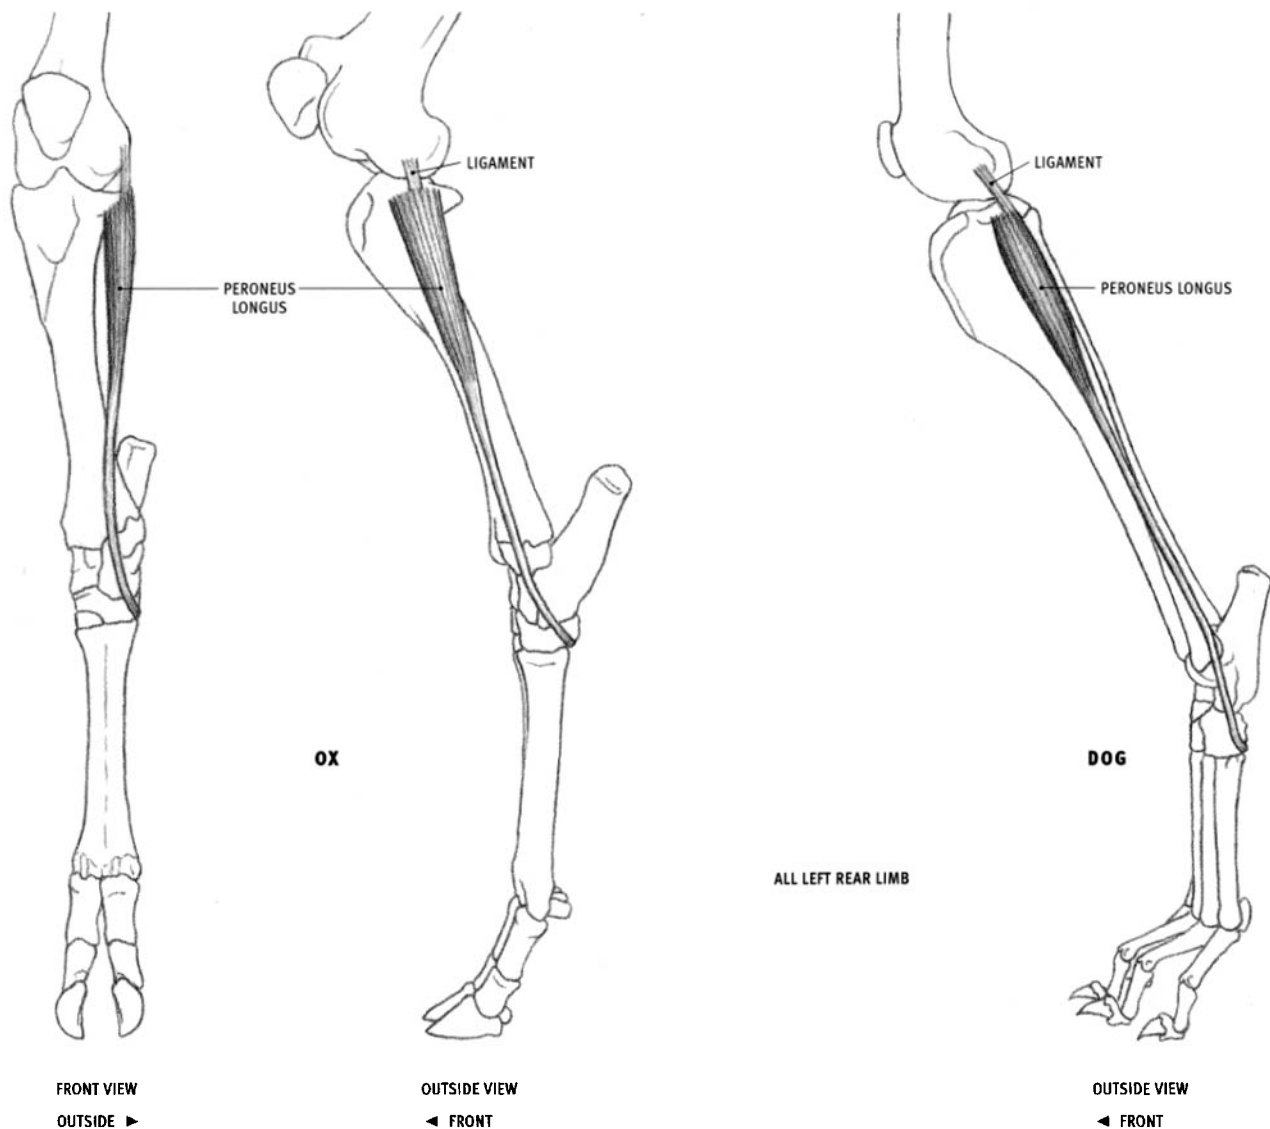 LIGAMENT
LIGAMENT
PERONEUS
LONGUS
PERONEUS LONGUS
OX
DOG
ALL LEFT REAR LIMB
FRONT VIEW
OUTSIDE ►
OUTSIDE VIEW
◄ FRONT
OUTSIDE VIEW
◄ FRONT